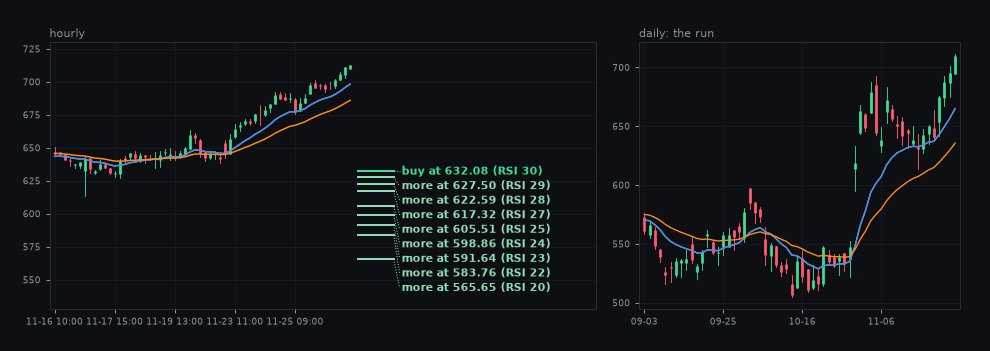 hourly
725
700
675
650
625
600
575
550
11-16 10:00 11-17 15:00 11-19 13:00 11-23 11:00 11-25 09:00
buy at 632.08 (RSI 30)
more at 627.50 (RSI 29)
more at 622.59 (RSI 28)
more at 617.32 (RSI 27)
more at 605.51 (RSI 25)
more at 598.86 (RSI 24)
more at 591.64 (RSI 23)
more at 583.76 (RSI 22)
more at 565.65 (RSI 20)
daily: the run
700
650
600
550
500
09-03 09-25 10-16 11-06